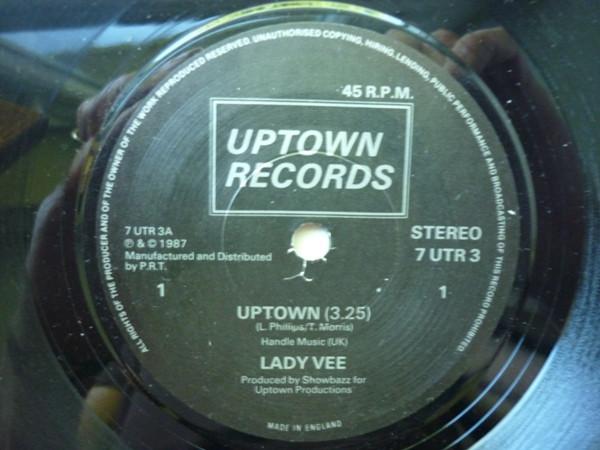 ALL RIGHTS OF THE PRODUCER AND OF THE OWNER OF THE WORK REPRODUCED RESERVED. UNAUTHORISED COPYING, HIRING, LENDING, PUBLIC PERFORMANCE AND BROADCASTING OF THIS RECORD PROHIBITED.
45 R.P.M.
UPTOWN
RECORDS
7 UTR 3A
℗ & © 1987
Manufactured and Distributed
by P.R.T.
1
STEREO
7 UTR 3
1
UPTOWN (3.25)
(L. Phillips/T. Morris)
Handle Music (UK)
LADY VEE
Produced by Showbazz for
Uptown Productions
MADE IN ENGLAND